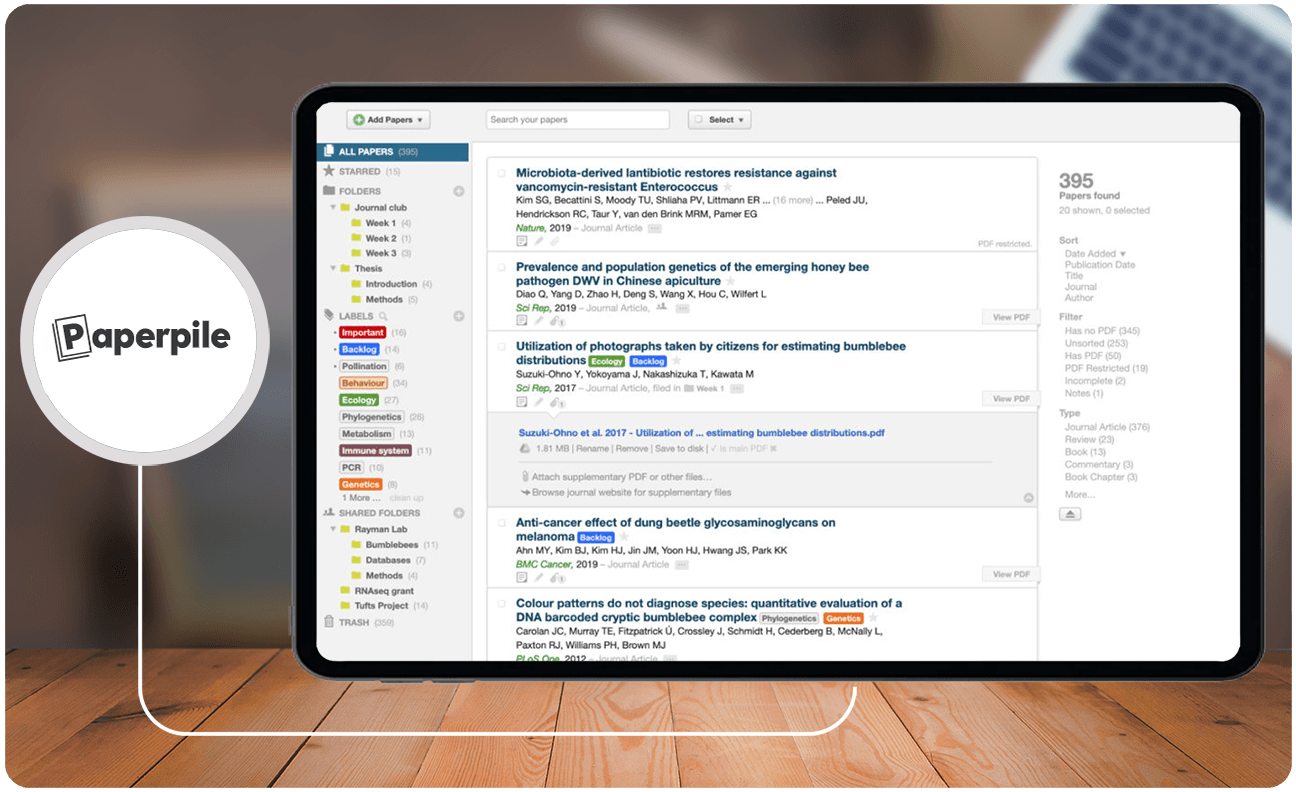 Paperpile
Add Papers
Search your papers
Select
ALL PAPERS (395)
STARRED (15)
FOLDERS
Journal club
Week 1 (4)
Week 2 (1)
Week 3 (3)
Thesis
Introduction (4)
Methods (5)
LABELS
Important (16)
Backlog (14)
Pollination (6)
Behaviour (34)
Ecology (27)
Phylogenetics (26)
Metabolism (13)
Immune system (11)
PCR (10)
Genetics (8)
1 More ... clean up
SHARED FOLDERS
Rayman Lab
Bumblebees (11)
Databases (7)
Methods (4)
RNAseq grant
Tufts Project (14)
TRASH (359)
Microbiota-derived lantibiotic restores resistance against
vancomycin-resistant Enterococcus
Kim SG, Becattini S, Moody TU, Shliaha PV, Littmann ER ... (16 more) ... Peled JU,
Hendrickson RC, Taur Y, van den Brink MRM, Pamer EG
Nature, 2019 – Journal Article
PDF restricted.
Prevalence and population genetics of the emerging honey bee
pathogen DWV in Chinese apiculture
Diao Q, Yang D, Zhao H, Deng S, Wang X, Hou C, Wilfert L
Sci Rep, 2019 – Journal Article,
1
View PDF
Utilization of photographs taken by citizens for estimating bumblebee
distributions Ecology Backlog
Suzuki-Ohno Y, Yokoyama J, Nakashizuka T, Kawata M
Sci Rep, 2017 – Journal Article, filed in Week 1
1
View PDF
Suzuki-Ohno et al. 2017 - Utilization of ... estimating bumblebee distributions.pdf
1.81 MB | Rename | Remove | Save to disk | ✓ is main PDF
Attach supplementary PDF or other files...
Browse journal website for supplementary files
Anti-cancer effect of dung beetle glycosaminoglycans on
melanoma Backlog
Ahn MY, Kim BJ, Kim HJ, Jin JM, Yoon HJ, Hwang JS, Park KK
BMC Cancer, 2019 – Journal Article
1
View PDF
Colour patterns do not diagnose species: quantitative evaluation of a
DNA barcoded cryptic bumblebee complex Phylogenetics Genetics
Carolan JC, Murray TE, Fitzpatrick Ú, Crossley J, Schmidt H, Cederberg B, McNally L,
Paxton RJ, Williams PH, Brown MJ
PLoS One, 2012 – Journal Article
395
Papers found
20 shown, 0 selected
Sort
Date Added
Publication Date
Title
Journal
Author
Filter
Has no PDF (345)
Unsorted (253)
Has PDF (50)
PDF Restricted (19)
Incomplete (2)
Notes (1)
Type
Journal Article (376)
Review (23)
Book (13)
Commentary (3)
Book Chapter (3)
More...